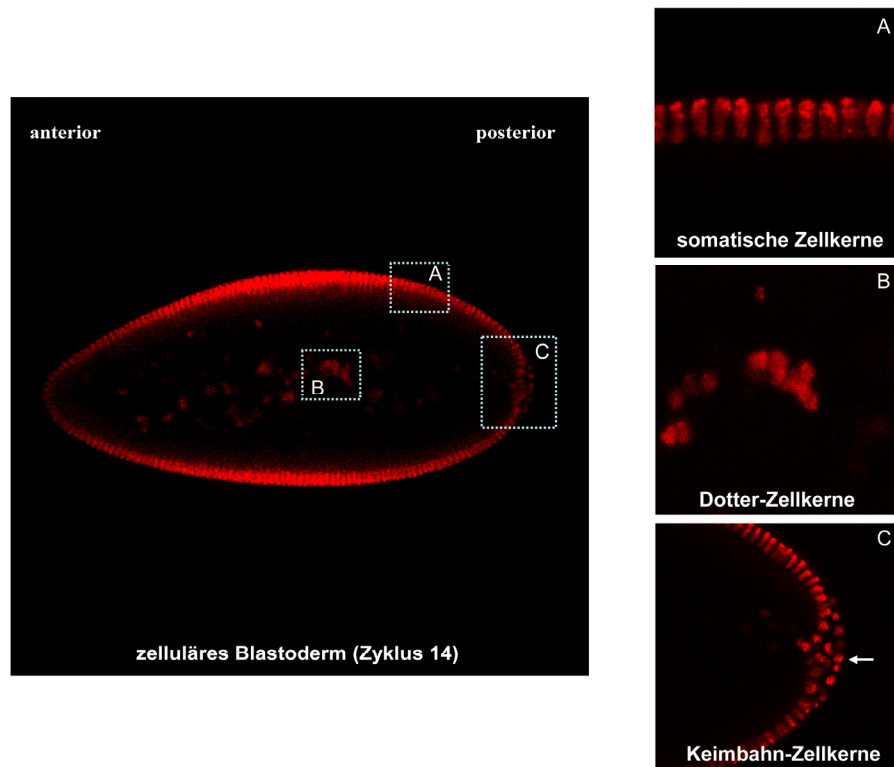 anterior
posterior
A
B
C
zelluläres Blastoderm (Zyklus 14)
A
somatische Zellkerne
B
Dotter-Zellkerne
C
Keimbahn-Zellkerne